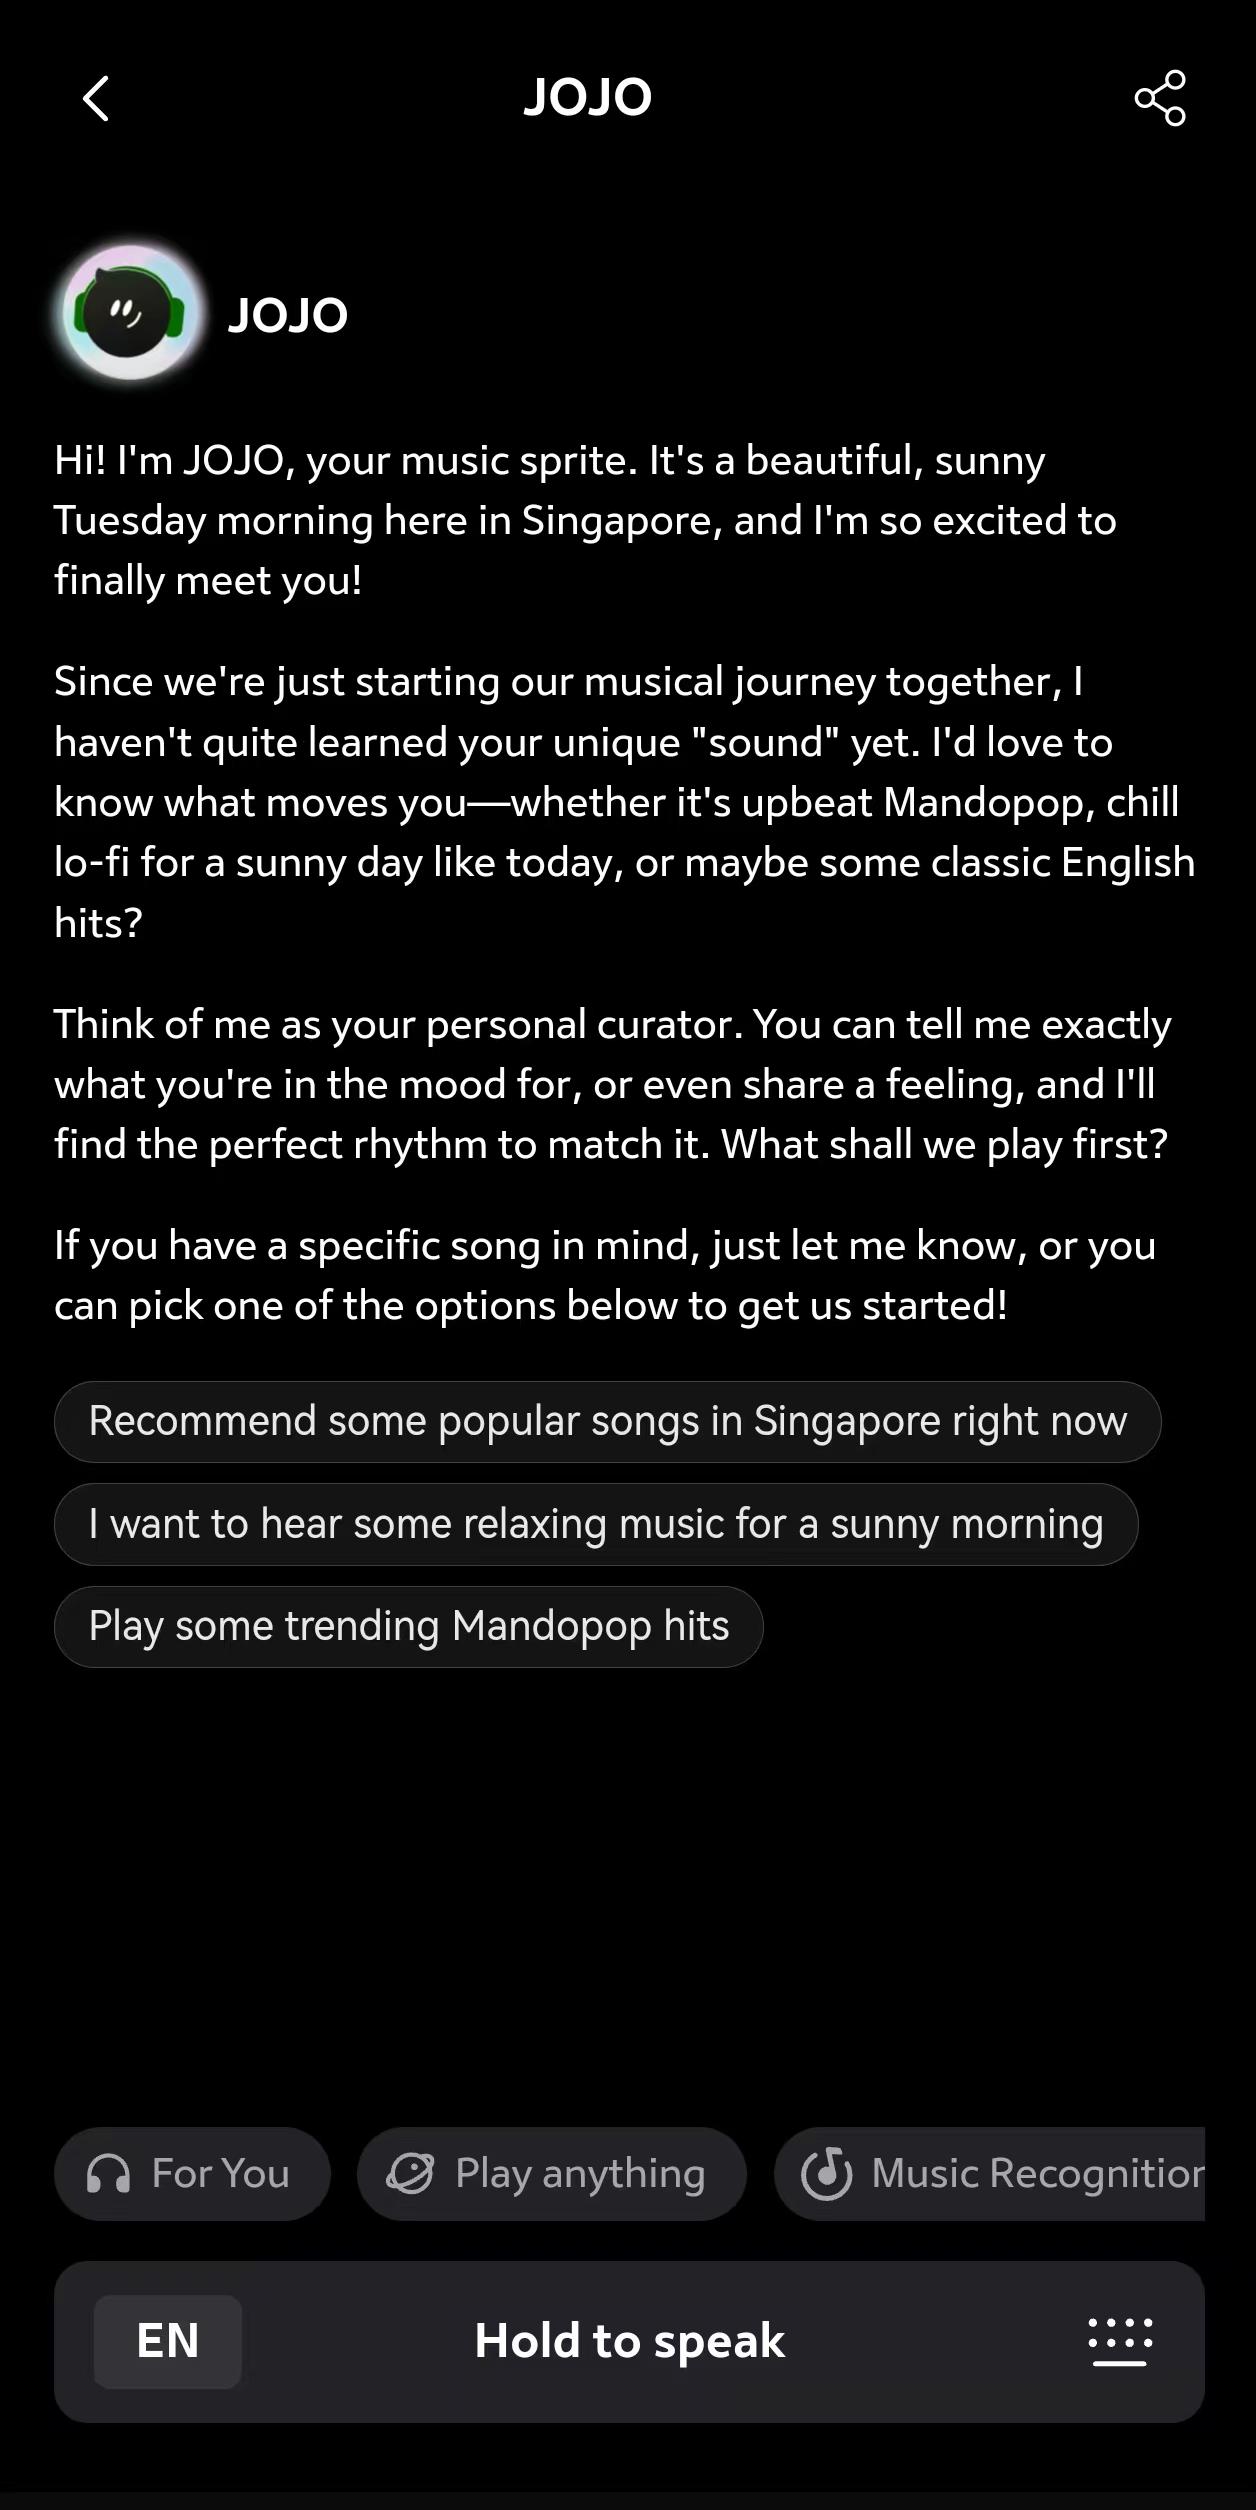 JOJO
JOJO
Hi! I'm JOJO, your music sprite. It's a beautiful, sunny
Tuesday morning here in Singapore, and I'm so excited to
finally meet you!
Since we're just starting our musical journey together, I
haven't quite learned your unique "sound" yet. I'd love to
know what moves you—whether it's upbeat Mandopop, chill
lo-fi for a sunny day like today, or maybe some classic English
hits?
Think of me as your personal curator. You can tell me exactly
what you're in the mood for, or even share a feeling, and I'll
find the perfect rhythm to match it. What shall we play first?
If you have a specific song in mind, just let me know, or you
can pick one of the options below to get us started!
Recommend some popular songs in Singapore right now
I want to hear some relaxing music for a sunny morning
Play some trending Mandopop hits
For You
Play anything
Music Recognition
EN
Hold to speak